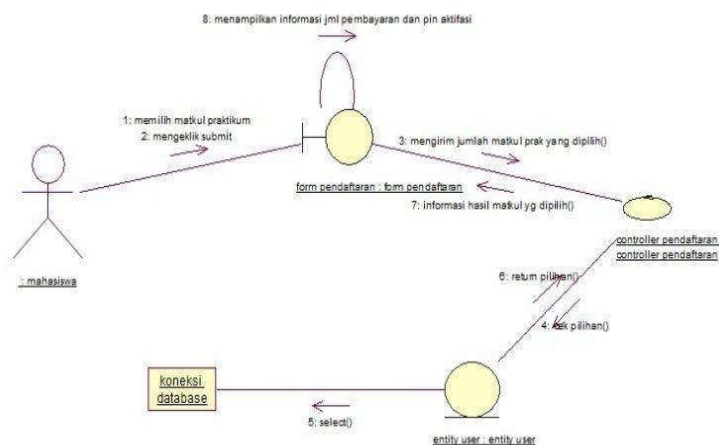 8: menampilkan informasi jml pembayaran dan pin aktifasi
1: memilih matkul praktikum
2: mengeklik submit
3: mengirim jumlah matkul prak yang dipilih()
form pendaftaran : form pendaftaran
7: informasi hasil matkul yg dipilih()
controller pendaftaran
controller pendaftaran
: mahasiswa
6: return pilihan()
4: cek pilihan()
koneksi
database
5: select()
entity user : entity user